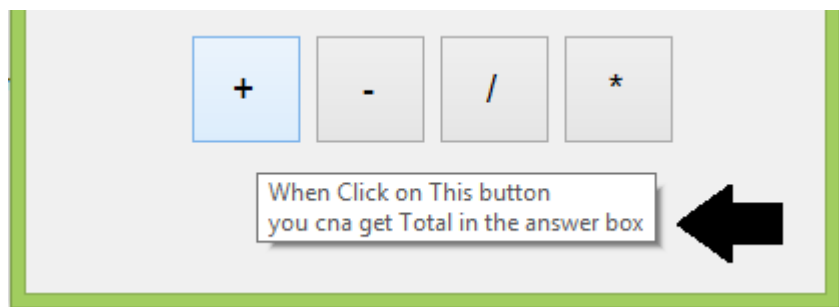 + - / *
When Click on This button
you cna get Total in the answer box